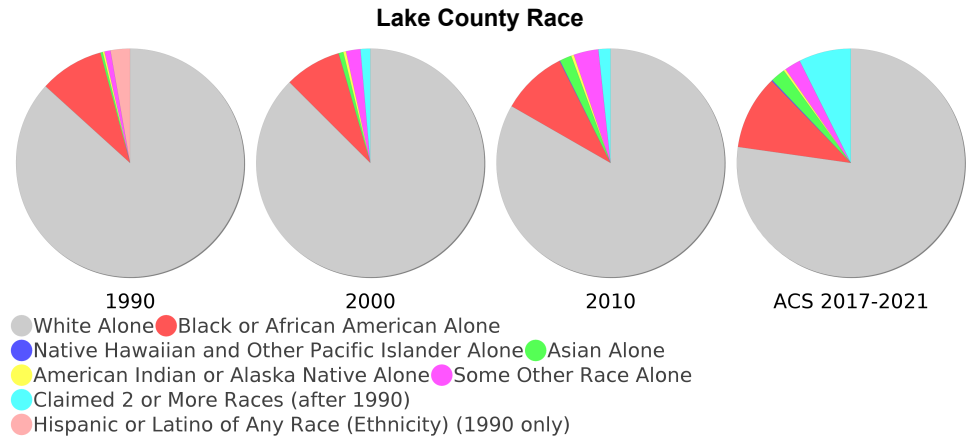 Lake County Race
1990 2000 2010 ACS 2017-2021
White Alone Black or African American Alone
Native Hawaiian and Other Pacific Islander Alone Asian Alone
American Indian or Alaska Native Alone Some Other Race Alone
Claimed 2 or More Races (after 1990)
Hispanic or Latino of Any Race (Ethnicity) (1990 only)